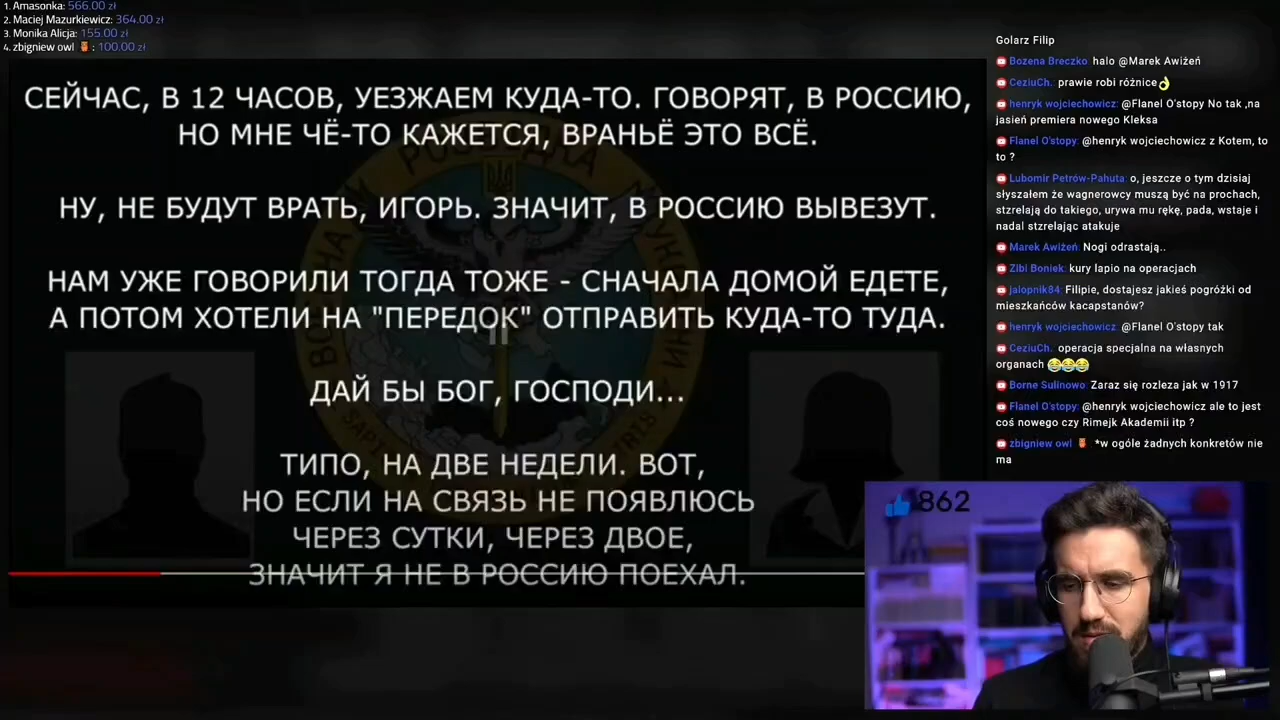 1. Amasonka: 566.00 zł
2. Maciej Mazurkiewicz: 364.00 zł
3. Monika Alicja: 155.00 zł
4. zbigniew owl 🦉 : 100.00 zł
СЕЙЧАС, В 12 ЧАСОВ, УЕЗЖАЕМ КУДА-ТО. ГОВОРЯТ, В РОССИЮ,
НО МНЕ ЧЁ-ТО КАЖЕТСЯ, ВРАНЬЁ ЭТО ВСЁ.
НУ, НЕ БУДУТ ВРАТЬ, ИГОРЬ. ЗНАЧИТ, В РОССИЮ ВЫВЕЗУТ.
НАМ УЖЕ ГОВОРИЛИ ТОГДА ТОЖЕ - СНАЧАЛА ДОМОЙ ЕДЕТЕ,
А ПОТОМ ХОТЕЛИ НА "ПЕРЕДОК" ОТПРАВИТЬ КУДА-ТО ТУДА.
ДАЙ БЫ БОГ, ГОСПОДИ...
ТИПО, НА ДВЕ НЕДЕЛИ. ВОТ,
НО ЕСЛИ НА СВЯЗЬ НЕ ПОЯВЛЮСЬ
ЧЕРЕЗ СУТКИ, ЧЕРЕЗ ДВОЕ,
ЗНАЧИТ Я НЕ В РОССИЮ ПОЕХАЛ.
Golarz Filip
Bozena Breczko: halo @Marek Awiżeń
CeziuCh.: prawie robi różnice👌
henryk wojciechowicz: @Flanel O'stopy No tak ,na
jasień premiera nowego Kleksa
Flanel O'stopy: @henryk wojciechowicz z Kotem, to
to ?
Lubomir Petrów-Pahuta: o, jeszcze o tym dzisiaj
słyszałem że wagnerowcy muszą być na prochach,
strzelają do takiego, urywa mu rękę, pada, wstaje i
nadal strzelając atakuje
Marek Awiżeń: Nogi odrastają..
Zibi Boniek: kury lapio na operacjach
jalopnik84: Filipie, dostajesz jakieś pogróżki od
mieszkańców kacapstanów?
henryk wojciechowicz: @Flanel O'stopy tak
CeziuCh.: operacja specjalna na własnych
organach 😂😂😂
Borne Sulinowo: Zaraz się rozleza jak w 1917
Flanel O'stopy: @henryk wojciechowicz ale to jest
coś nowego czy Rimejk Akademii itp ?
zbigniew owl 🦉 *w ogóle żadnych konkretów nie
ma
862